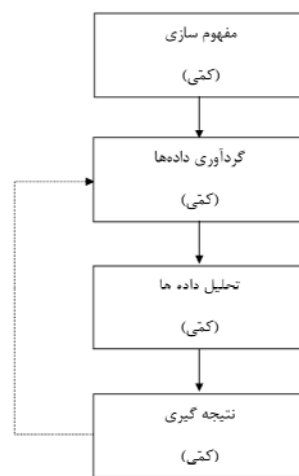 مفهوم سازی
(کمّی)
گردآوری داده‌ها
(کمّی)
تحلیل داده ها
(کمّی)
نتیجه گیری
(کمّی)